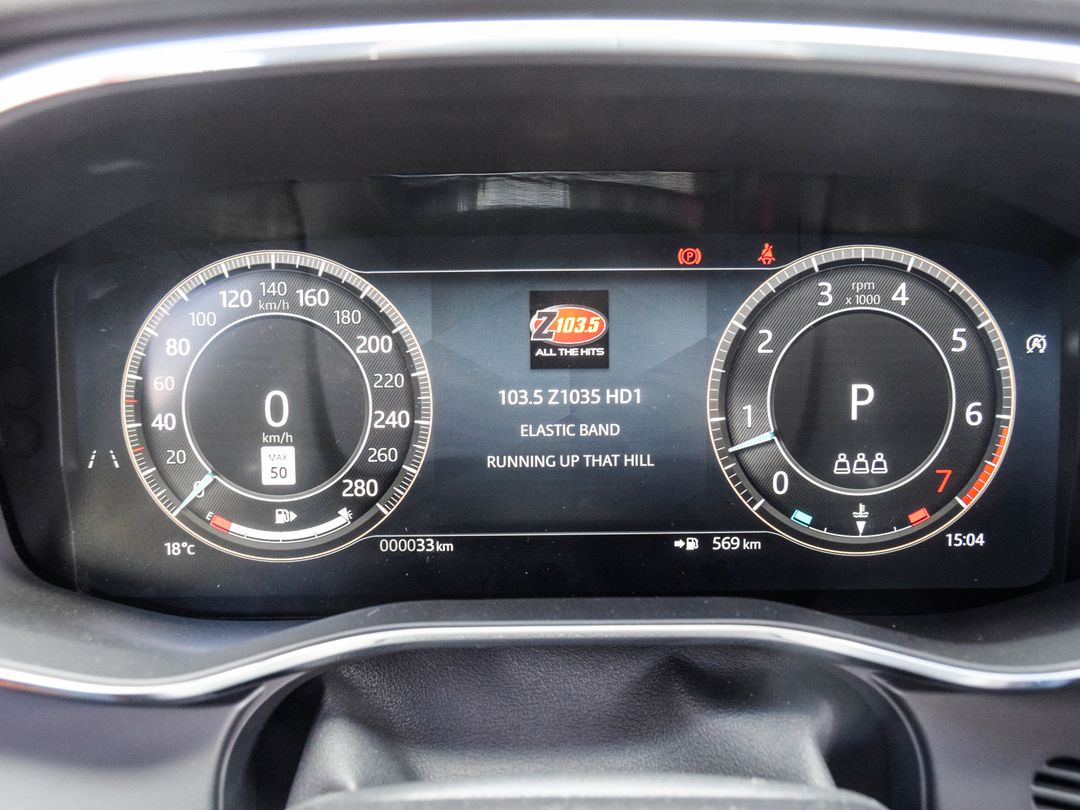 120 140 160
km/h
100 180
80 200
60 220
40 240
20 260
0 280
0
km/h
MAX
50
E F
18°C
Z103.5
ALL THE HITS
103.5 Z1035 HD1
ELASTIC BAND
RUNNING UP THAT HILL
000033 km
569 km
P
3 rpm 4
x 1000
2 5
1 6
0 7
P
A
15:04